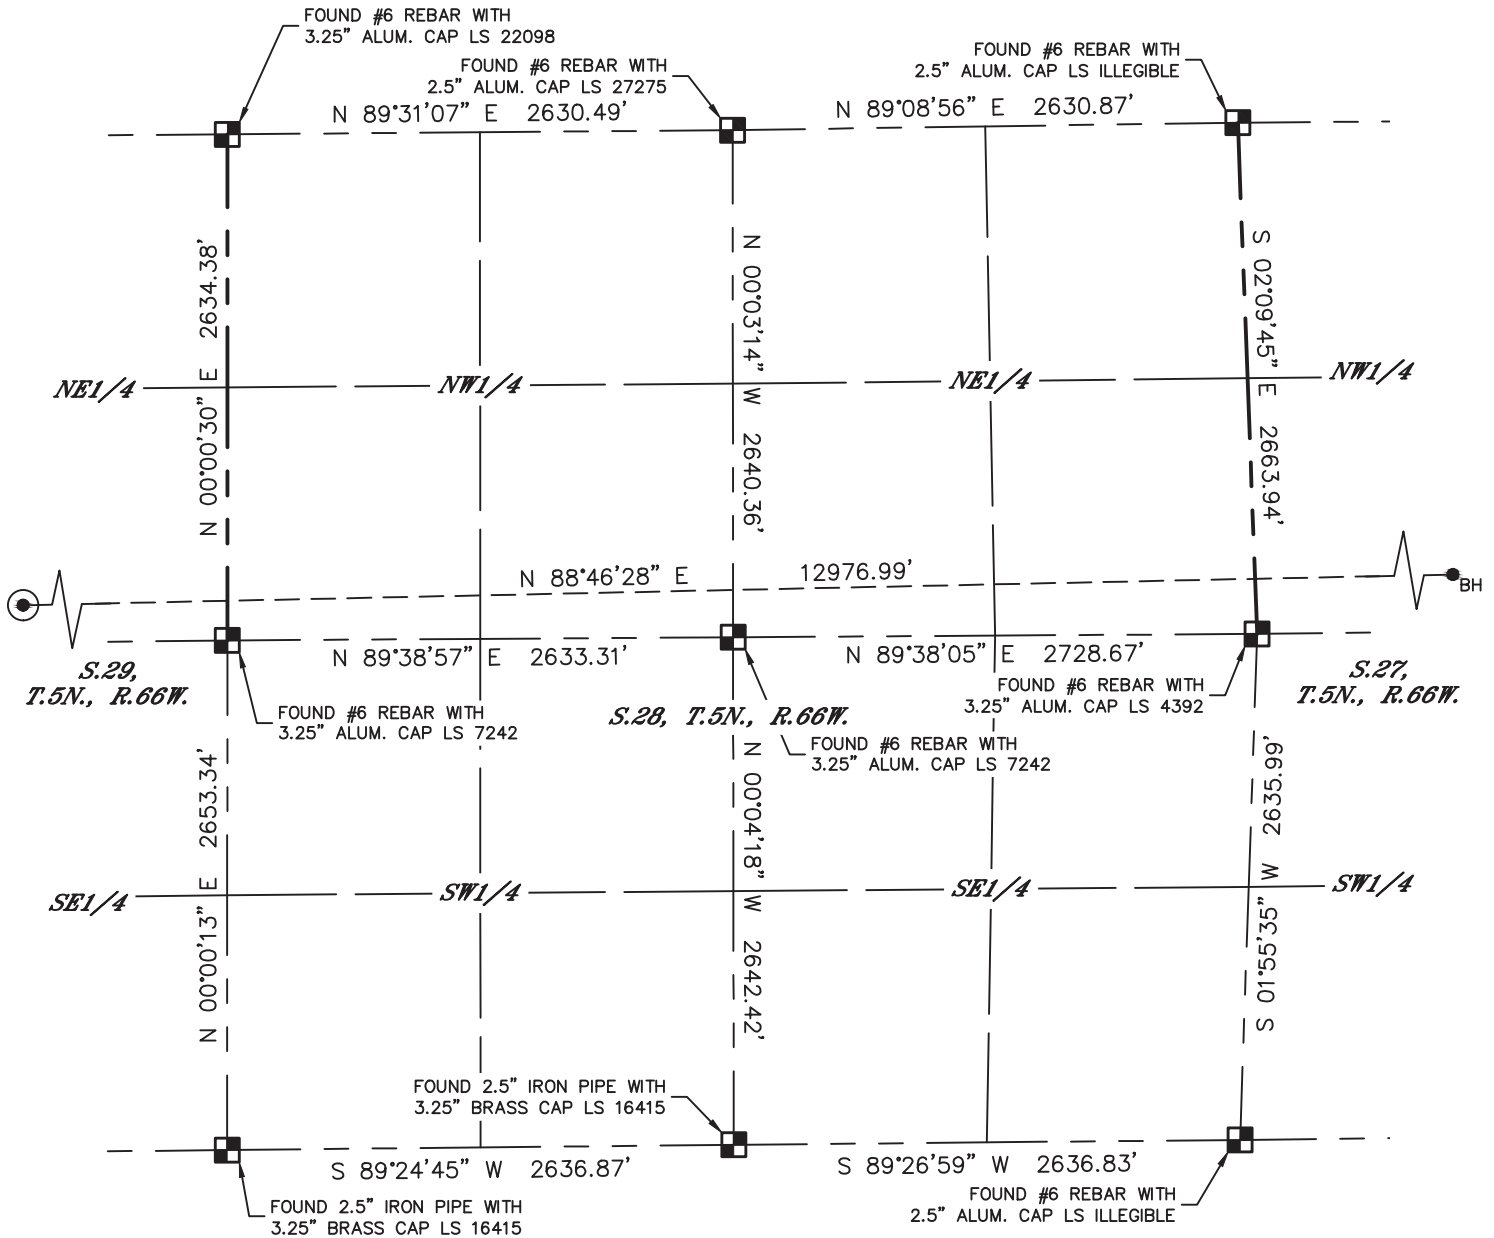 FOUND #6 REBAR WITH
3.25" ALUM. CAP LS 22098
FOUND #6 REBAR WITH
2.5" ALUM. CAP LS 27275
FOUND #6 REBAR WITH
2.5" ALUM. CAP LS ILLEGIBLE
N 89°31'07" E 2630.49'
N 89°08'56" E 2630.87'
N 00°00'30" E 2634.38'
N 00°03'14" W 2640.36'
S 02°09'45" E 2663.94'
NE1/4
NW1/4
NE1/4
NW1/4
N 88°46'28" E 12976.99'
BH
N 89°38'57" E 2633.31'
N 89°38'05" E 2728.67'
S.29,
T.5N., R.66W.
S.28, T.5N., R.66W.
S.27,
T.5N., R.66W.
FOUND #6 REBAR WITH
3.25" ALUM. CAP LS 7242
FOUND #6 REBAR WITH
3.25" ALUM. CAP LS 7242
FOUND #6 REBAR WITH
3.25" ALUM. CAP LS 4392
N 00°00'13" E 2653.34'
N 00°04'18" W 2642.42'
S 01°55'35" W 2635.99'
SE1/4
SW1/4
SE1/4
SW1/4
FOUND 2.5" IRON PIPE WITH
3.25" BRASS CAP LS 16415
S 89°24'45" W 2636.87'
S 89°26'59" W 2636.83'
FOUND 2.5" IRON PIPE WITH
3.25" BRASS CAP LS 16415
FOUND #6 REBAR WITH
2.5" ALUM. CAP LS ILLEGIBLE